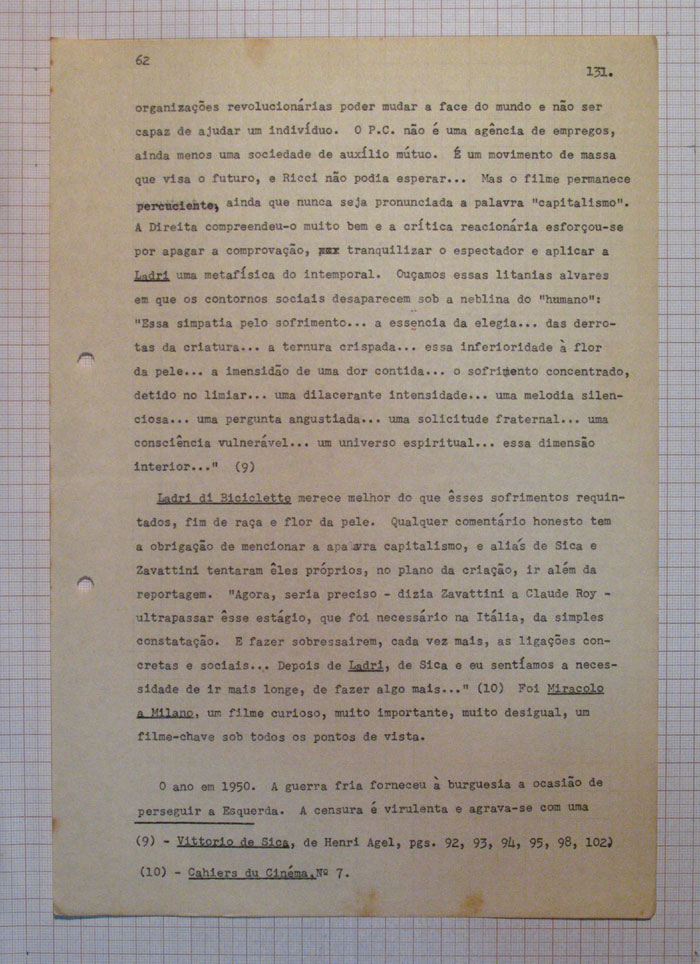 62
131.
organizações revolucionárias poder mudar a face do mundo e não ser
capaz de ajudar um indivíduo.  O P.C. não é uma agência de empregos,
ainda menos uma sociedade de auxílio mútuo.  É um movimento de massa
que visa o futuro, e Ricci não podia esperar...  Mas o filme permanece
percuciente, ainda que nunca seja pronunciada a palavra "capitalismo".
A Direita compreendeu-o muito bem e a crítica reacionária esforçou-se
por apagar a comprovação, tranquilizar o espectador e aplicar a
Ladri uma metafísica do intemporal.  Ouçamos essas litanias alvares
em que os contornos sociais desaparecem sob a neblina do "humano":
"Essa simpatia pelo sofrimento... a essencia da elegia... das derro-
tas da criatura... a ternura crispada... essa inferioridade à flor
da pele... a imensidão de uma dor contida... o sofrimento concentrado,
detido no limiar... uma dilacerante intensidade... uma melodia silen-
ciosa... uma pergunta angustiada... uma solicitude fraternal... uma
consciência vulnerável... um universo espiritual... essa dimensão
interior..."  (9)
Ladri di Biciclette merece melhor do que êsses sofrimentos requin-
tados, fim de raça e flor da pele.  Qualquer comentário honesto tem
a obrigação de mencionar a apalavra capitalismo, e aliás de Sica e
Zavattini tentaram êles próprios, no plano da criação, ir além da
reportagem.  "Agora, seria preciso - dizia Zavattini a Claude Roy -
ultrapassar êsse estágio, que foi necessário na Itália, da simples
constatação.  E fazer sobressairem, cada vez mais, as ligações con-
cretas e sociais... Depois de Ladri, de Sica e eu sentíamos a neces-
sidade de ir mais longe, de fazer algo mais..." (10)  Foi Miracolo
a Milano, um filme curioso, muito importante, muito desigual, um
filme-chave sob todos os pontos de vista.
O ano em 1950.  A guerra fria forneceu à burguesia a ocasião de
perseguir a Esquerda.  A censura é virulenta e agrava-se com uma
(9) - Vittorio de Sica, de Henri Agel, pgs. 92, 93, 94, 95, 98, 102)
(10) - Cahiers du Cinéma, Nº 7.